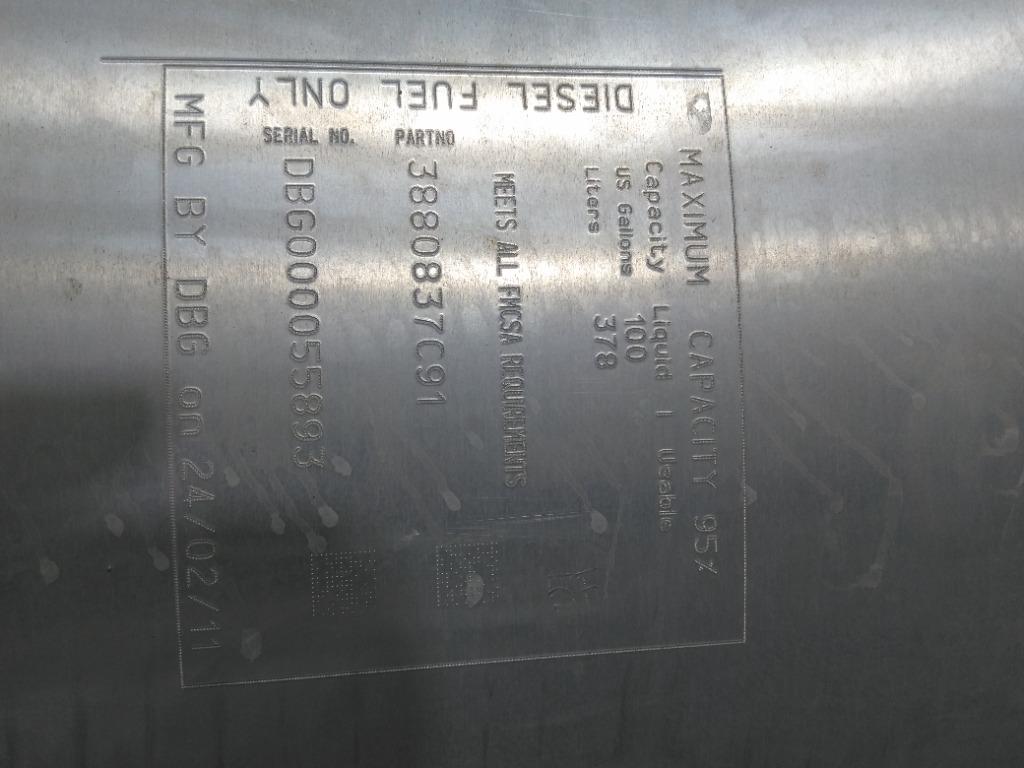 MAXIMUM CAPACITY 95%
Capacity Liquid | Useable
US Gallons 100
Liters 378
MEETS ALL FMCSA REQUIREMENTS
PARTNO 3880837C91
SERIAL NO. DBG00055893
MFG BY DBG on 24/02/11
DIESEL FUEL ONLY